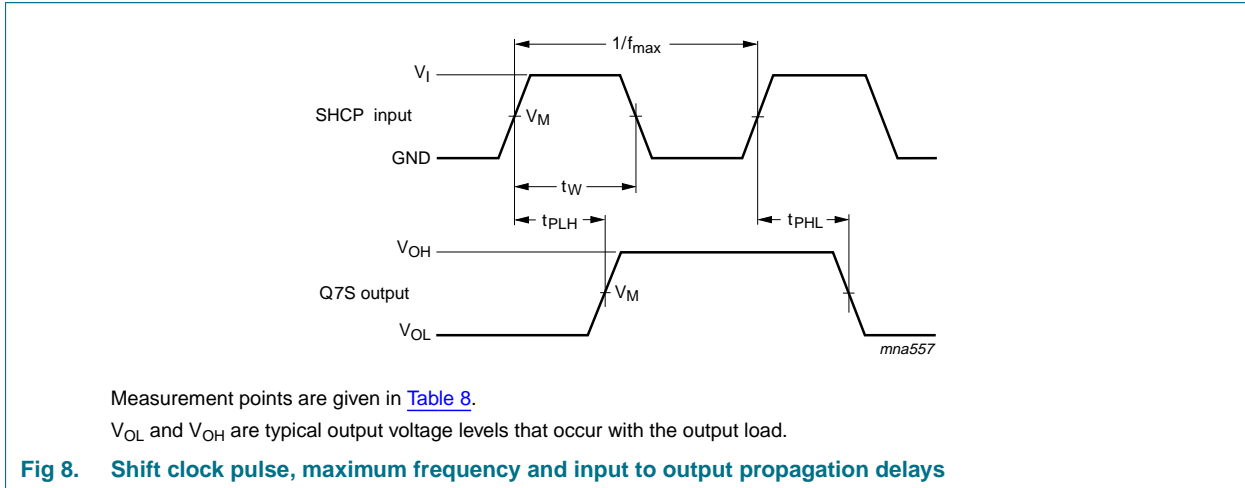 1/fmax
VI
SHCP input
VM
GND
tW
tPLH
tPHL
VOH
Q7S output
VM
VOL
mna557
Measurement points are given in Table 8.
VOL and VOH are typical output voltage levels that occur with the output load.
Fig 8. Shift clock pulse, maximum frequency and input to output propagation delays